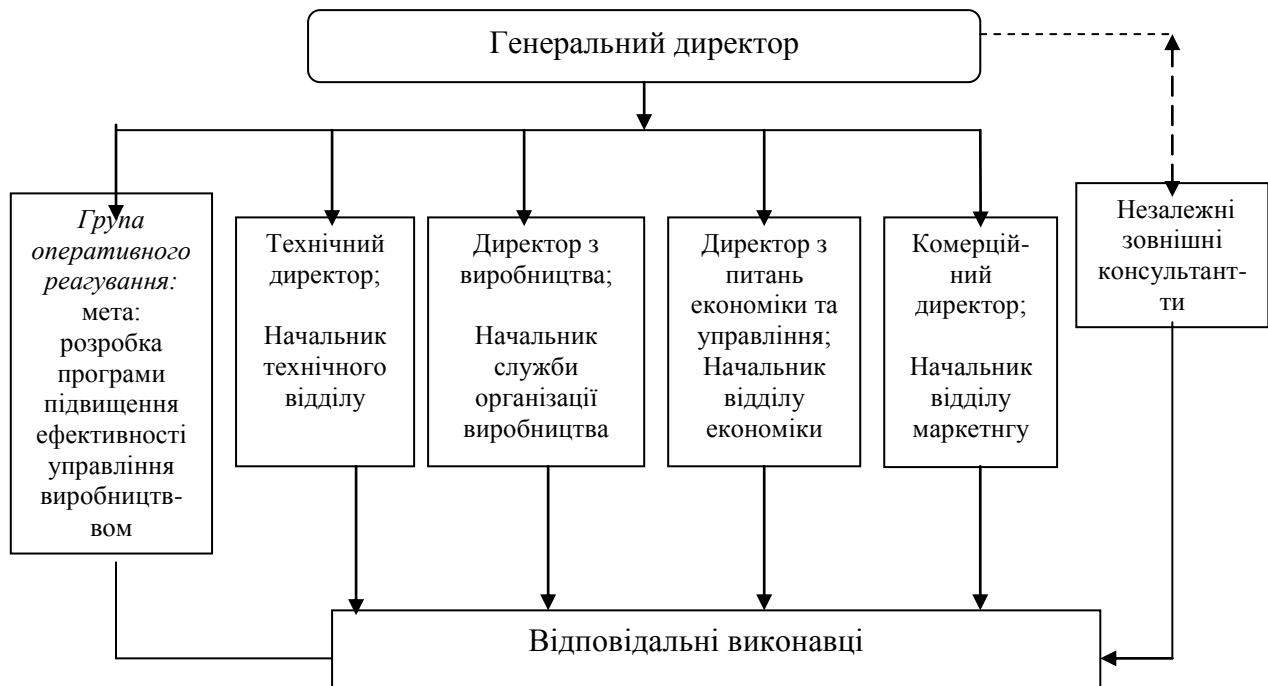 Генеральний директор
Група
оперативного
реагування:
мета:
розробка
програми
підвищення
ефективності
управління
виробництв-
вом
Технічний
директор;
Начальник
технічного
відділу
Директор з
виробництва;
Начальник
служби
організації
виробництва
Директор з
питань
економіки та
управління;
Начальник
відділу
економіки
Комерцій-
ний
директор;
Начальник
відділу
маркетнгу
Незалежні
зовнішні
консультант-
ти
Відповідальні виконавці